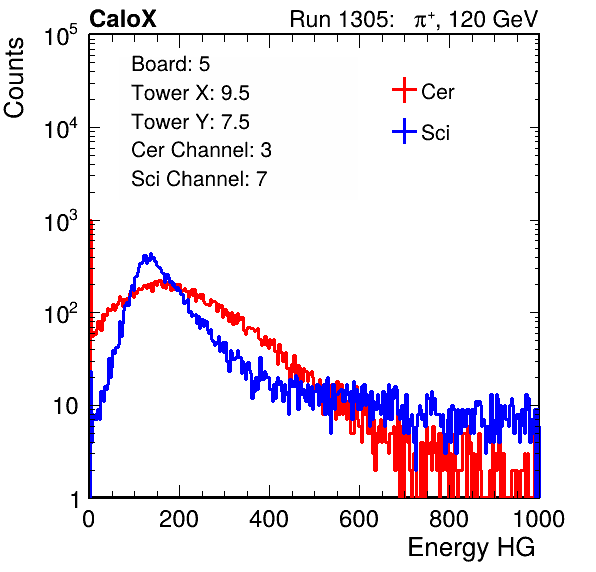 CaloX Run 1305: π⁺, 120 GeV
Board: 5
Tower X: 9.5
Tower Y: 7.5
Cer Channel: 3
Sci Channel: 7
Cer
Sci
Counts
10⁵
10⁴
10³
10²
10
1
0 200 400 600 800 1000
Energy HG